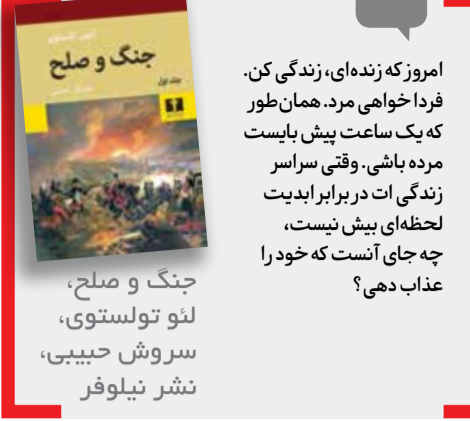 امروز که زنده‌ای، زندگی کن.
فردا خواهی مرد. همان‌طور
که یک ساعت پیش بایست
مرده باشی. وقتی سراسر
زندگی ات در برابر ابدیت
لحظه‌ای بیش نیست،
چه جای آنست که خود را
عذاب دهی؟
جنگ و صلح
جلد اول
جنگ و صلح،
لئو تولستوی،
سروش حبیبی،
نشر نیلوفر